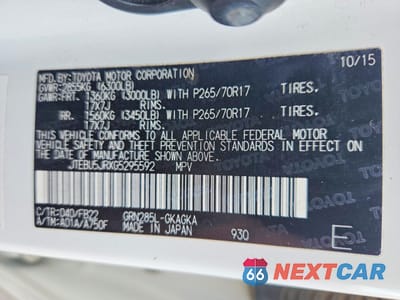 MFD.BY:TOYOTA MOTOR CORPORATION 10/15
GVWR: 2855KG (6300LB)
GAWR:FRT. 1360KG (3000LB) WITH P265/70R17 TIRES.
17X7J RIMS.
RR. 1560KG (3450LB) WITH P265/70R17 TIRES.
17X7J RIMS.
THIS VEHICLE CONFORMS TO ALL APPLICABLE FEDERAL MOTOR
VEHICLE SAFETY AND THEFT PREVENTION STANDARDS IN
EFFECT ON THE DATE OF MANUFACTURE SHOWN ABOVE.
JTEBU5JRXG5295592 MPV
C/TR:040/FB22 GRN285L-GKAGKA
A/TM:A01A/A750F MADE IN JAPAN 930 E
66 NEXTCAR